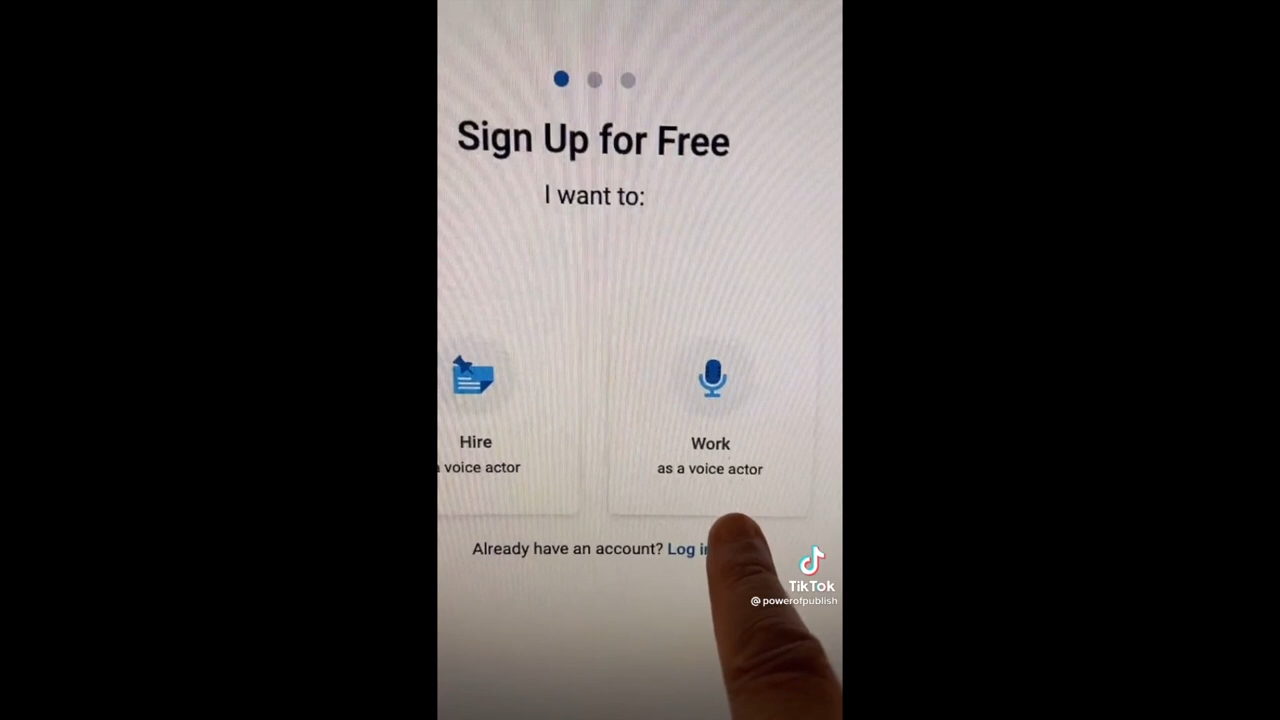 Sign Up for Free
I want to:
Hire
voice actor
Work
as a voice actor
Already have an account? Log in
TikTok
@powerofpublish